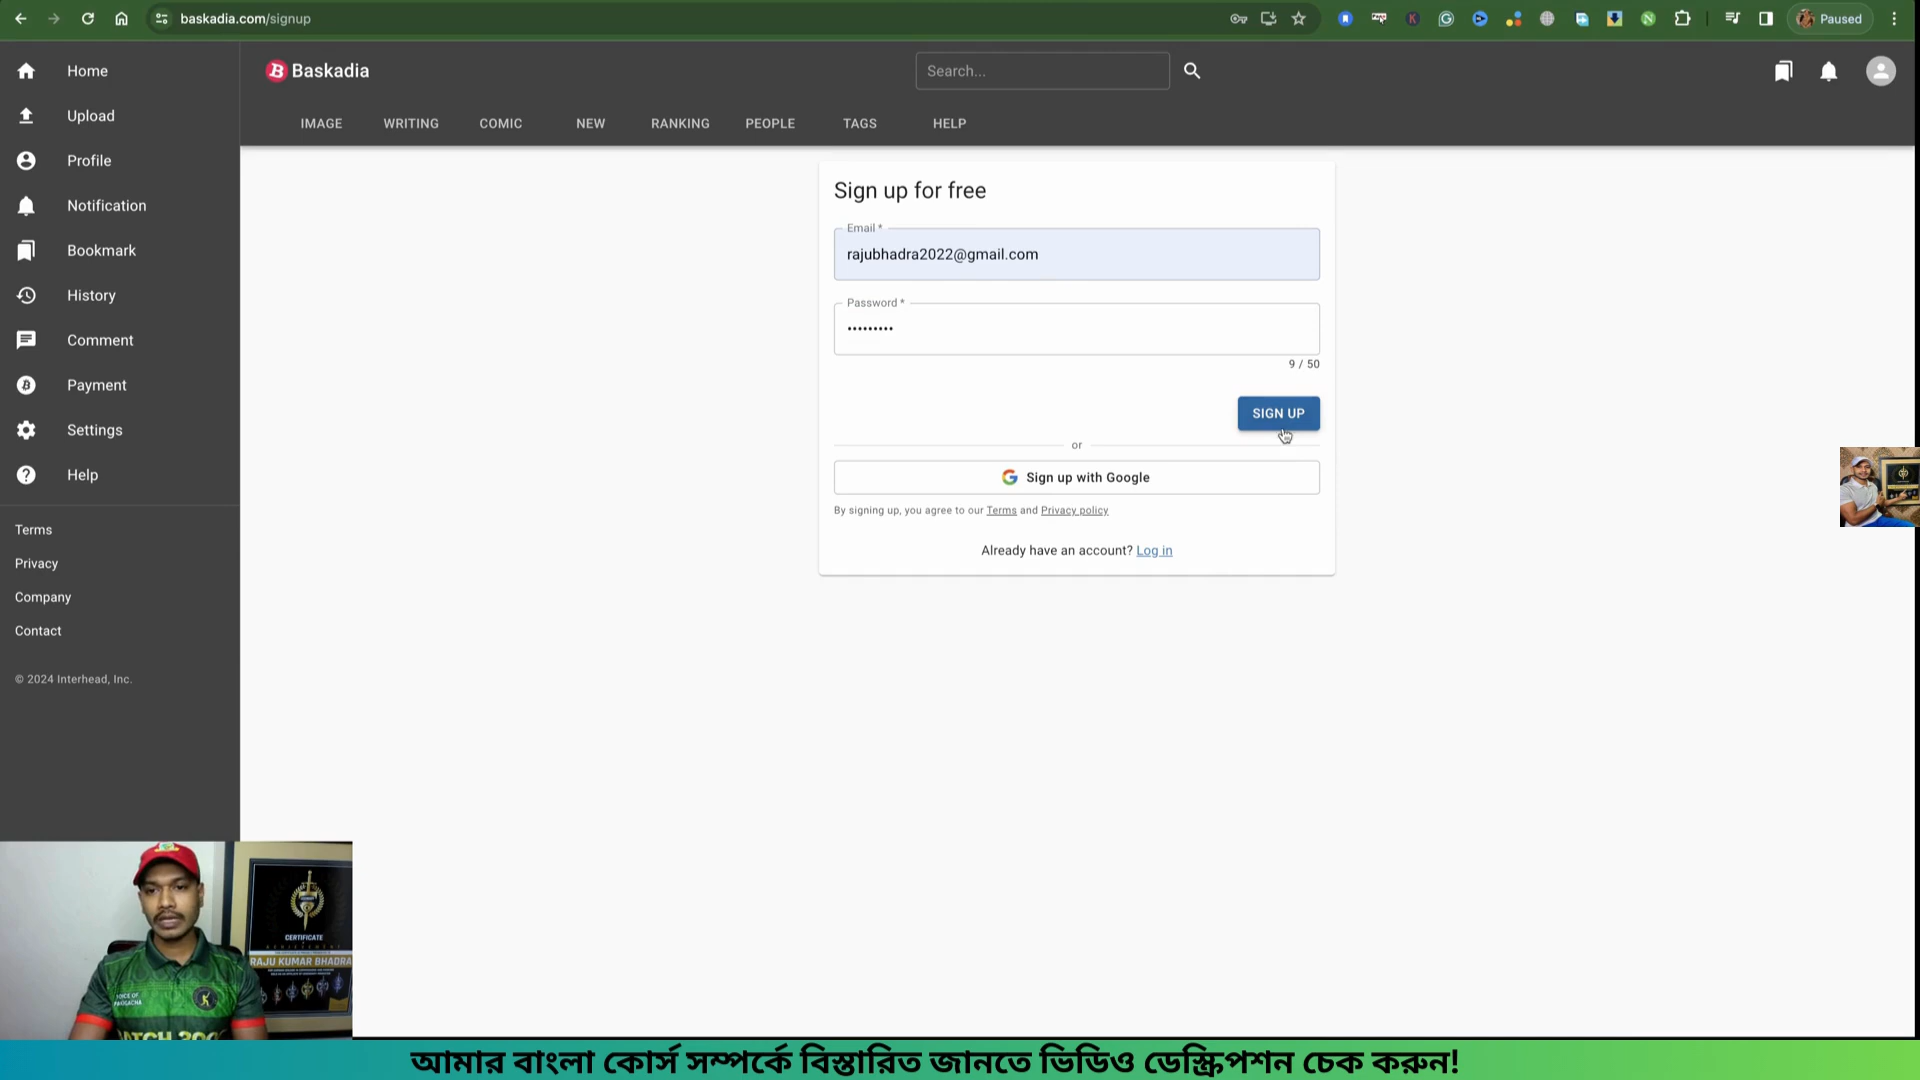 baskadia.com/signup
Paused
Home
Upload
Profile
Notification
Bookmark
History
Comment
Payment
Settings
Help
Terms
Privacy
Company
Contact
© 2024 Interhead, Inc.
Baskadia
Search...
IMAGE
WRITING
COMIC
NEW
RANKING
PEOPLE
TAGS
HELP
Sign up for free
Email *
rajubhadra2022@gmail.com
Password *
•••••••••
9 / 50
SIGN UP
or
Sign up with Google
By signing up, you agree to our Terms and Privacy policy
Already have an account? Log in
CERTIFICATE
RAJU KUMAR BHADRA
VOICE OF
PAUGACHA
আমার বাংলা কোর্স সম্পর্কে বিস্তারিত জানতে ভিডিও ডেস্ক্রিপশন চেক করুন!